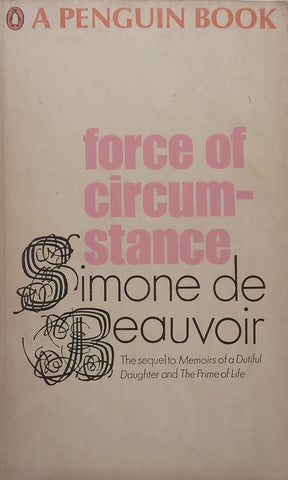 A PENGUIN BOOK
force of
circum-
stance
Simone de
Beauvoir
The sequel to Memoirs of a Dutiful
Daughter and The Prime of Life